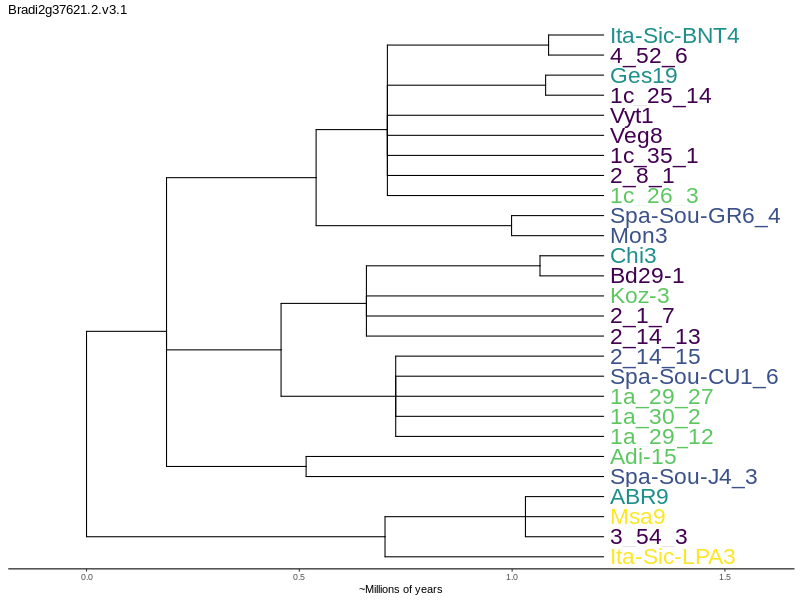 Bradi2g37621.2.v3.1
Ita-Sic-BNT4
4_52_6
Ges19
1c_25_14
Vyt1
Veg8
1c_35_1
2_8_1
1c_26_3
Spa-Sou-GR6_4
Mon3
Chi3
Bd29-1
Koz-3
2_1_7
2_14_13
2_14_15
Spa-Sou-CU1_6
1a_29_27
1a_30_2
1a_29_12
Adi-15
Spa-Sou-J4_3
ABR9
Msa9
3_54_3
Ita-Sic-LPA3
0.0 0.5 1.0 1.5
~Millions of years